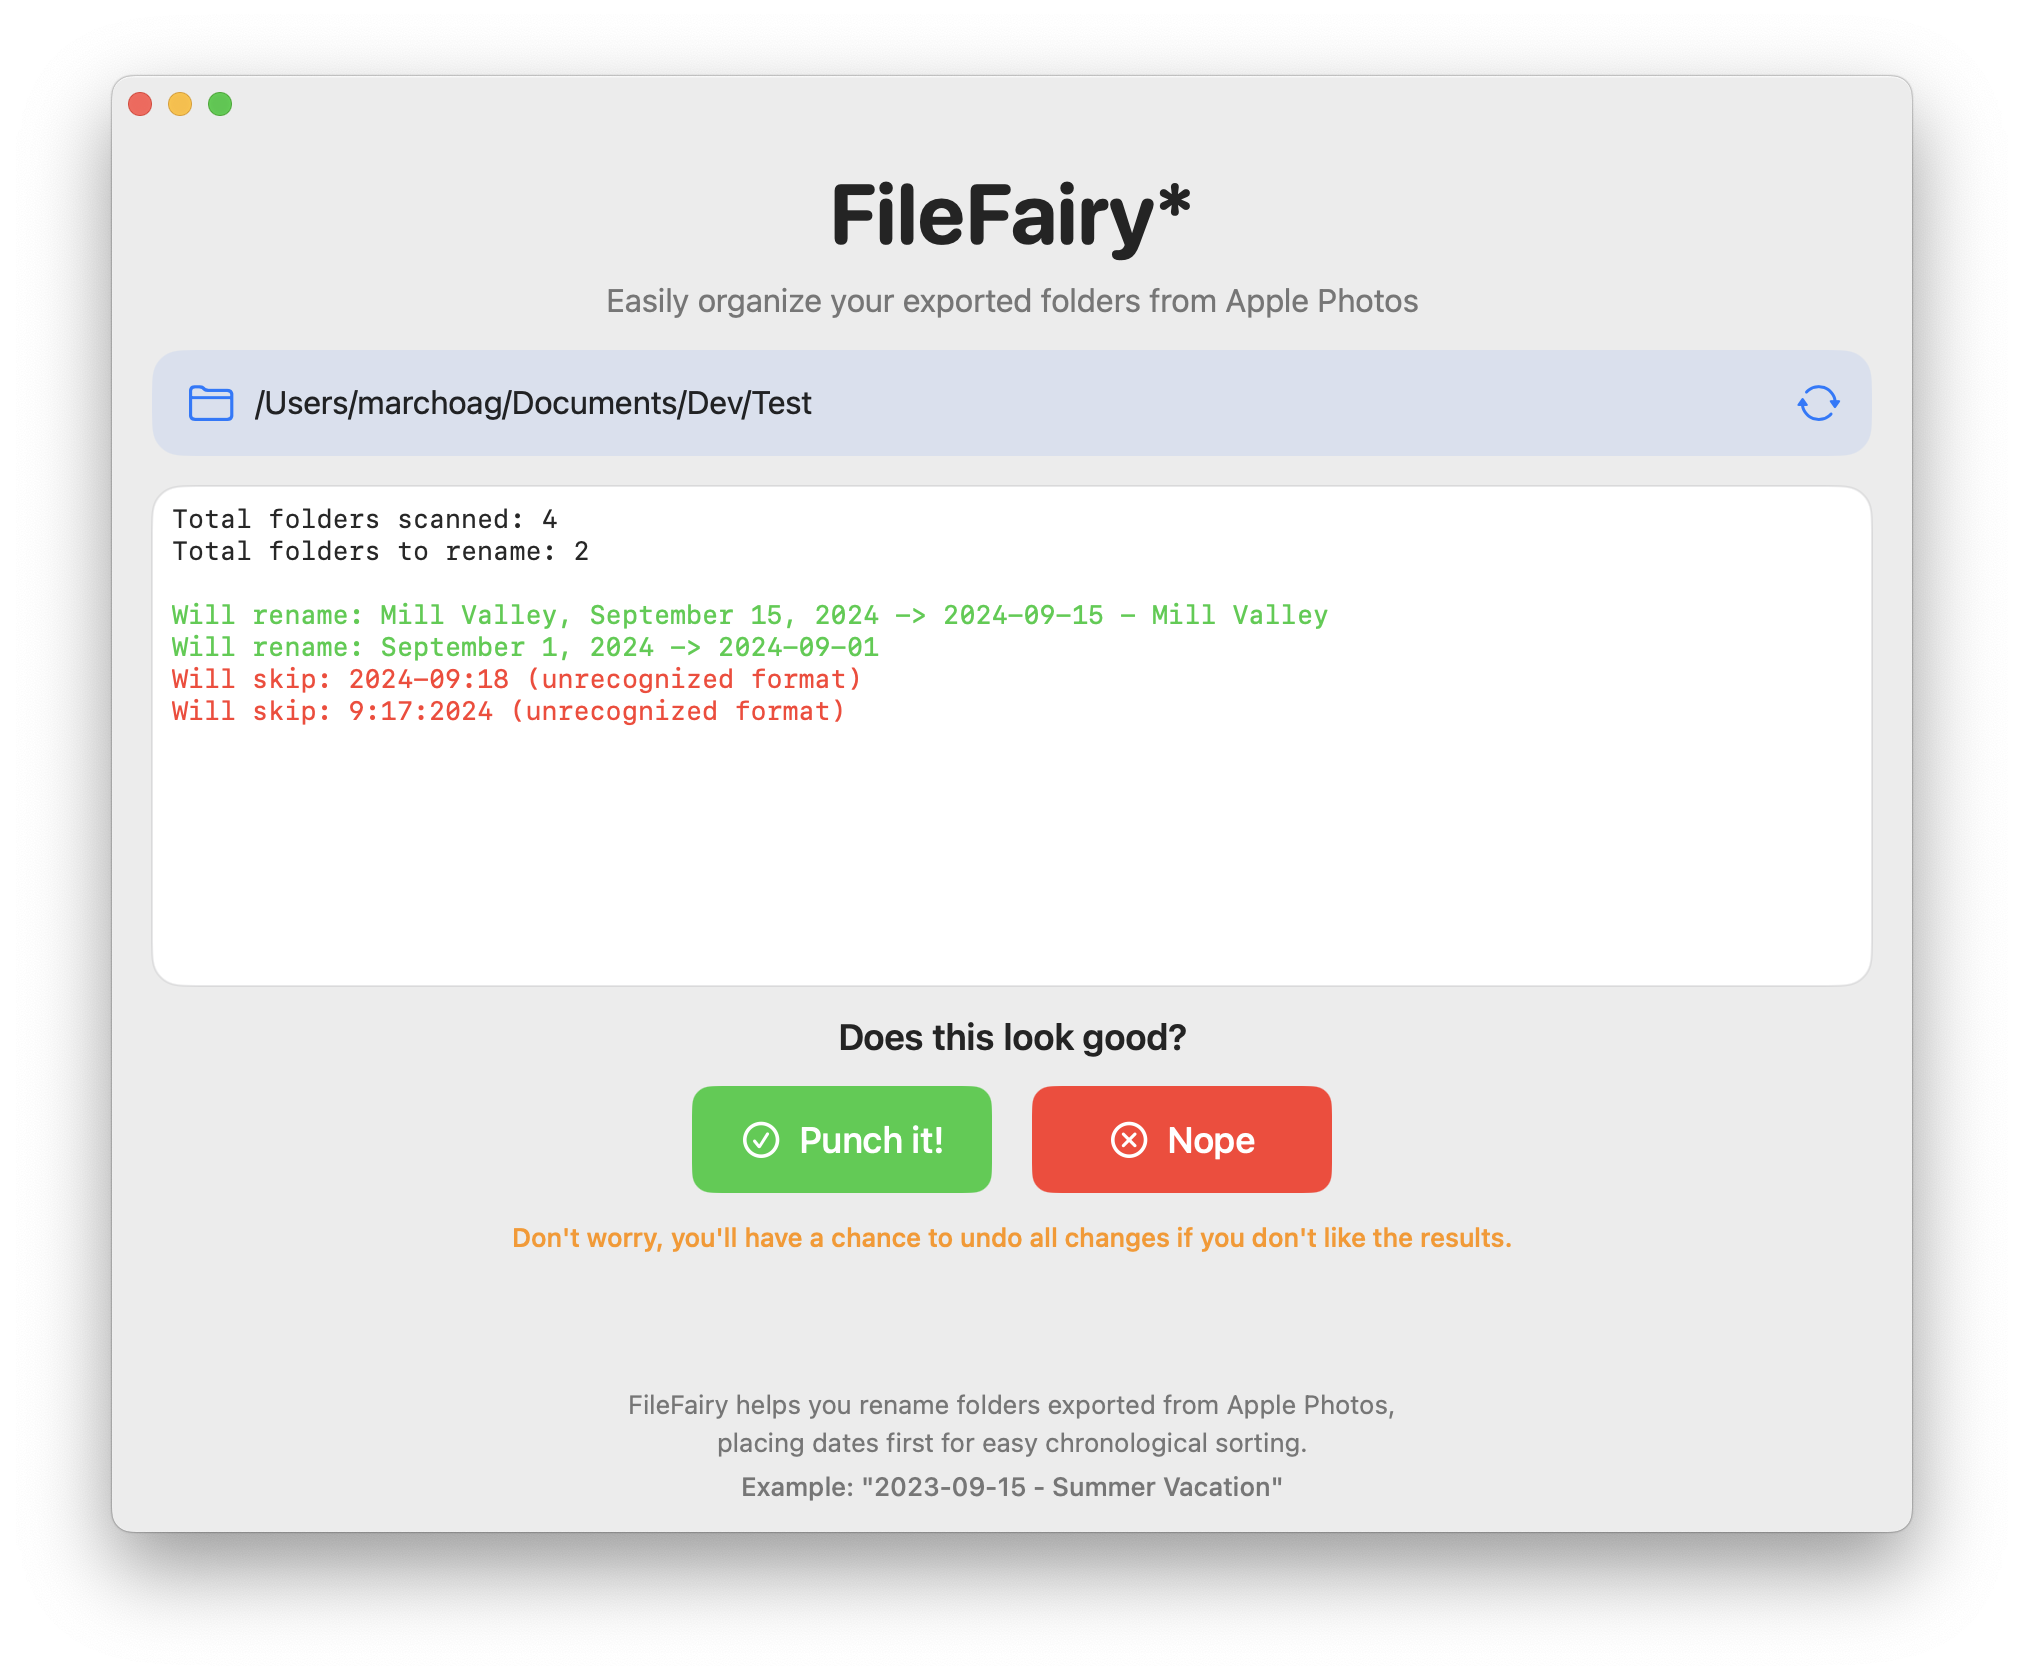 FileFairy*
Easily organize your exported folders from Apple Photos
/Users/marchoag/Documents/Dev/Test
Total folders scanned: 4
Total folders to rename: 2
Will rename: Mill Valley, September 15, 2024 -> 2024-09-15 - Mill Valley
Will rename: September 1, 2024 -> 2024-09-01
Will skip: 2024-09:18 (unrecognized format)
Will skip: 9:17:2024 (unrecognized format)
Does this look good?
Punch it!
Nope
Don't worry, you'll have a chance to undo all changes if you don't like the results.
FileFairy helps you rename folders exported from Apple Photos,
placing dates first for easy chronological sorting.
Example: "2023-09-15 - Summer Vacation"